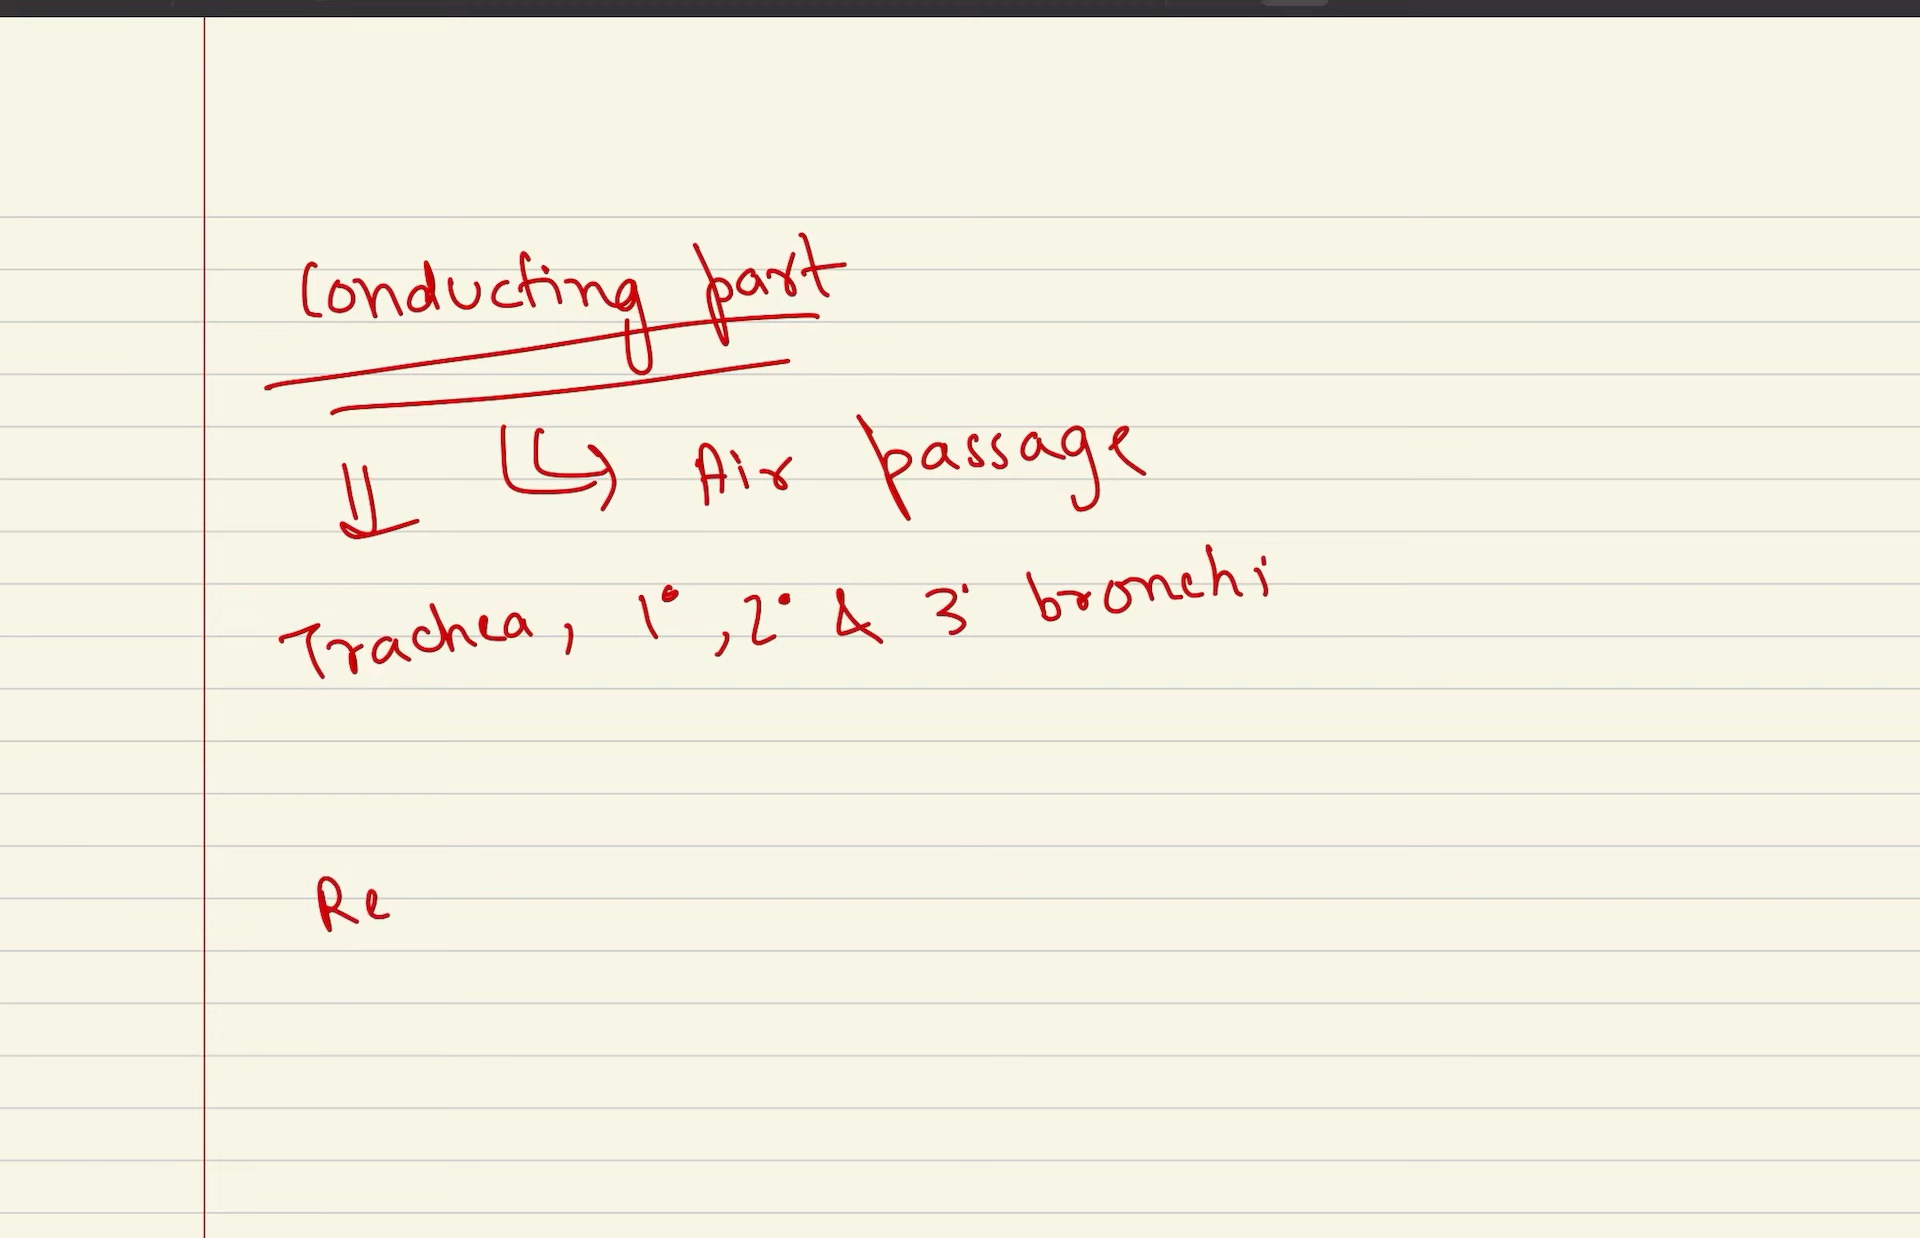 Conducting part
↳ Air passage
⇓
Trachea, 1°, 2° & 3° bronchi
Re